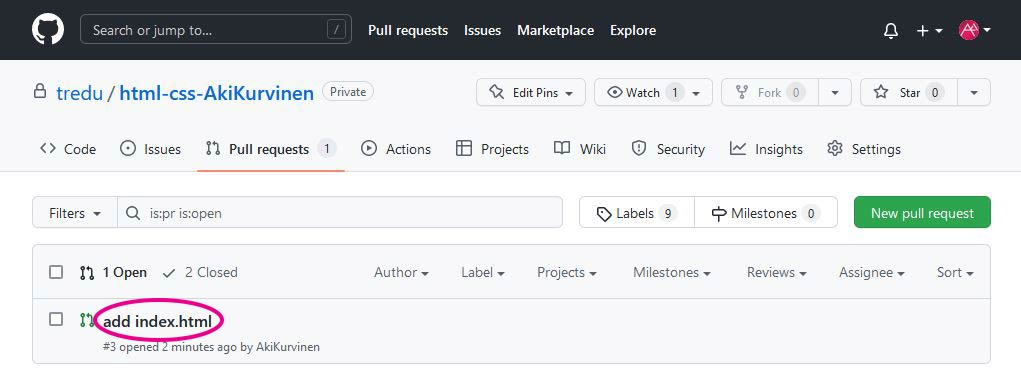 Search or jump to... / Pull requests Issues Marketplace Explore
tredu / html-css-AkiKurvinen Private Edit Pins Watch 1 Fork 0 Star 0
Code Issues Pull requests 1 Actions Projects Wiki Security Insights Settings
Filters is:pr is:open Labels 9 Milestones 0 New pull request
1 Open 2 Closed Author Label Projects Milestones Reviews Assignee Sort
add index.html
#3 opened 2 minutes ago by AkiKurvinen